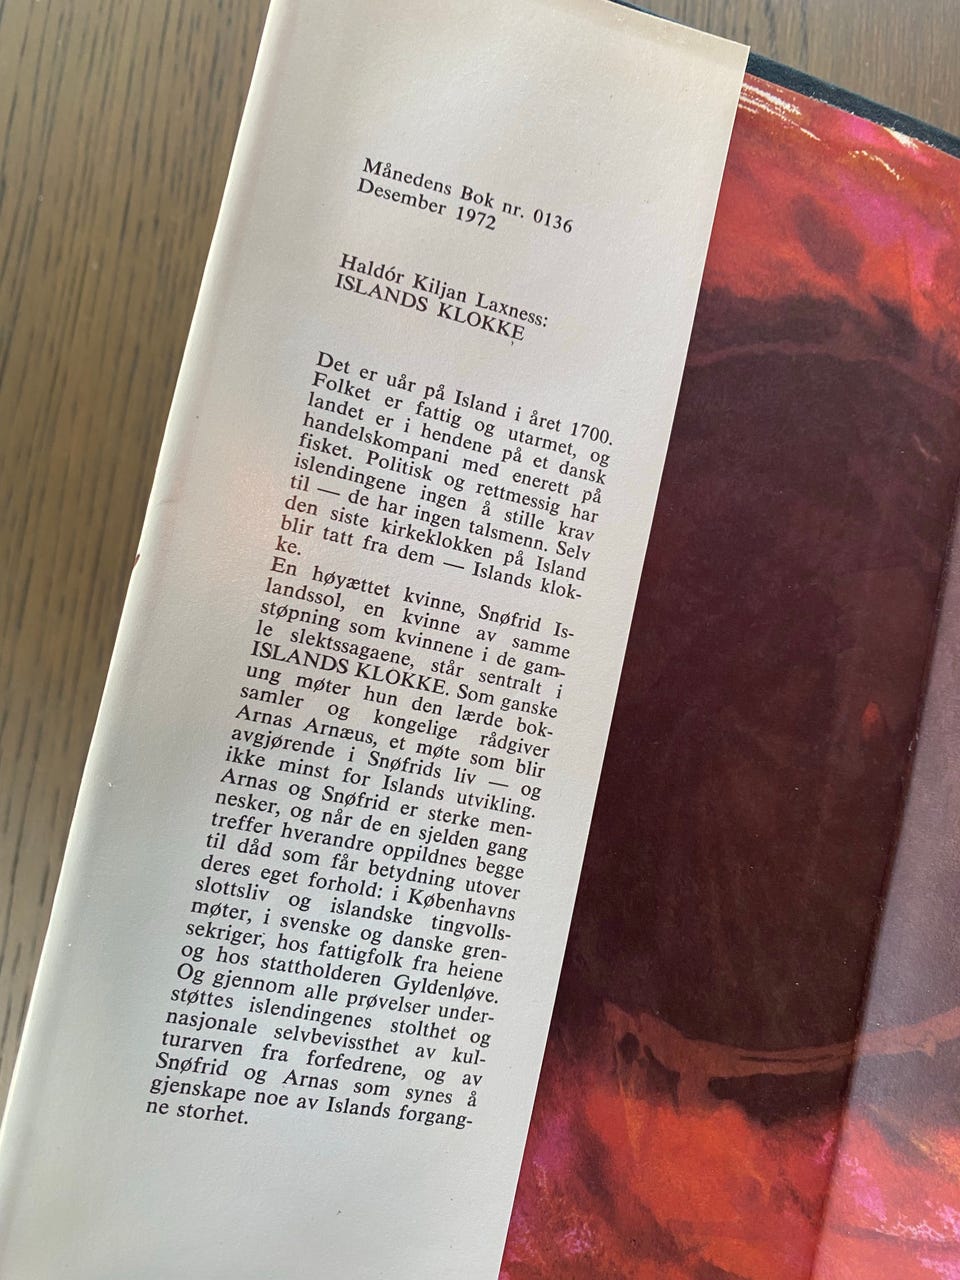 Månedens Bok nr. 0136
Desember 1972
Haldór Kiljan Laxness:
ISLANDS KLOKKE
Det er uår på Island i året 1700.
Folket er fattig og utarmet, og
landet er i hendene på et dansk
handelskompani med enerett på
fisket. Politisk og rettmessig har
islendingene ingen å stille krav
til — de har ingen talsmenn. Selv
den siste kirkeklokken på Island
blir tatt fra dem — Islands klok-
ke.
En høyættet kvinne, Snøfrid Is-
landssol, en kvinne av samme
støpning som kvinnene i de gam-
le slektssagaene, står sentralt i
ISLANDS KLOKKE. Som ganske
ung møter hun den lærde bok-
samler og kongelige rådgiver
Arnas Arnæus, et møte som blir
avgjørende i Snøfrids liv — og
ikke minst for Islands utvikling.
Arnas og Snøfrid er sterke men-
nesker, og når de en sjelden gang
treffer hverandre oppildnes begge
til dåd som får betydning utover
deres eget forhold: i Københavns
slottsliv og islandske tingvolls-
møter, i svenske og danske gren-
sekriger, hos fattigfolk fra heiene
og hos stattholderen Gyldenløve.
Og gjennom alle prøvelser under-
støttes islendingenes stolthet og
nasjonale selvbevissthet av kul-
turarven fra forfedrene, og av
Snøfrid og Arnas som synes å
gjenskape noe av Islands forgang-
ne storhet.